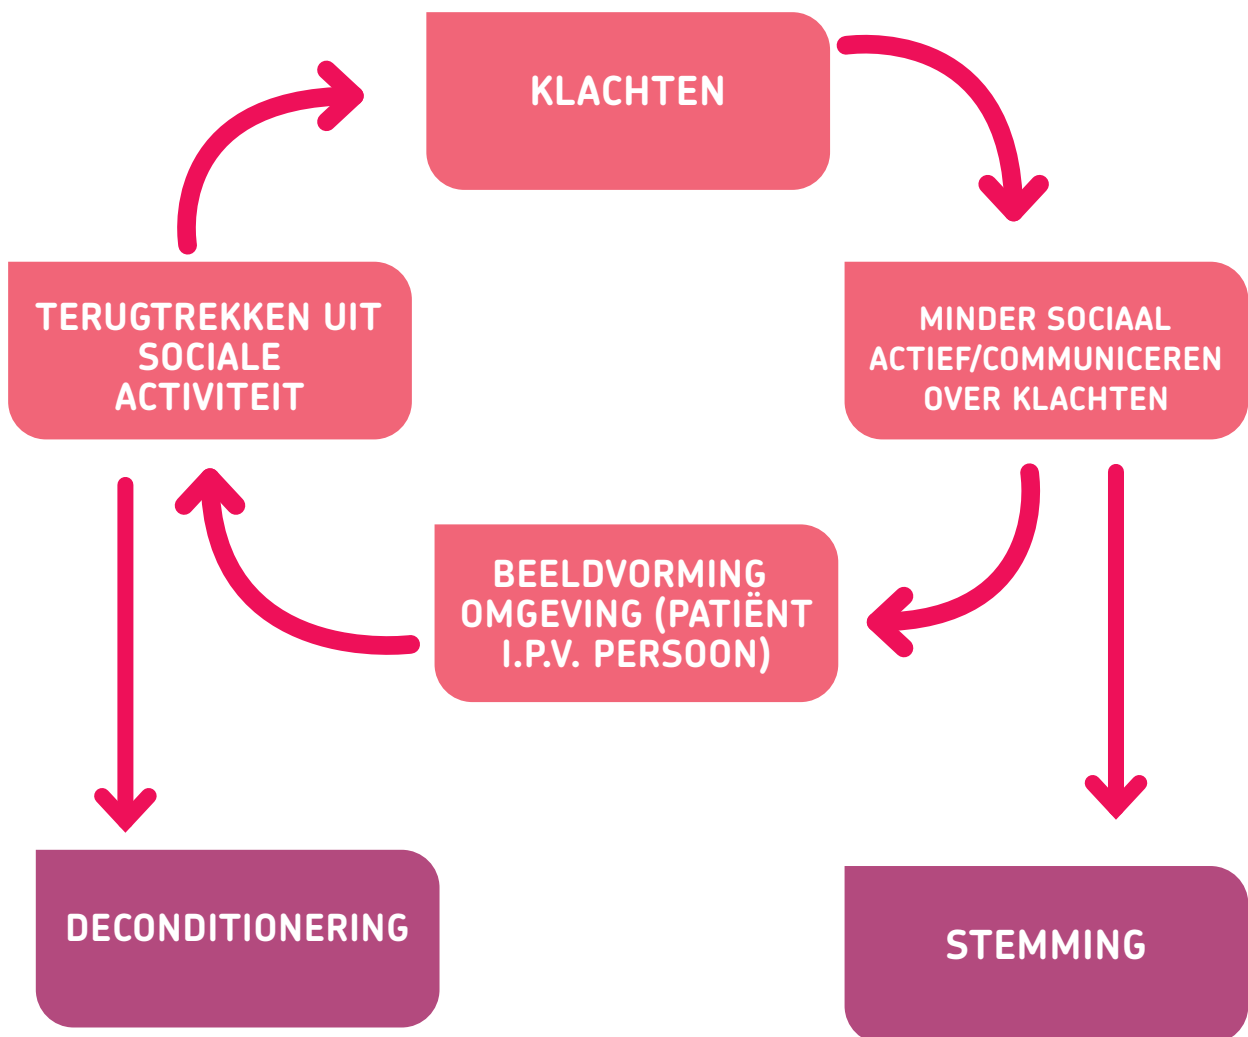 KLACHTEN
TERUGTREKKEN UIT
SOCIALE
ACTIVITEIT
MINDER SOCIAAL
ACTIEF/COMMUNICEREN
OVER KLACHTEN
BEELDVORMING
OMGEVING (PATIËNT
I.P.V. PERSOON)
DECONDITIONERING
STEMMING